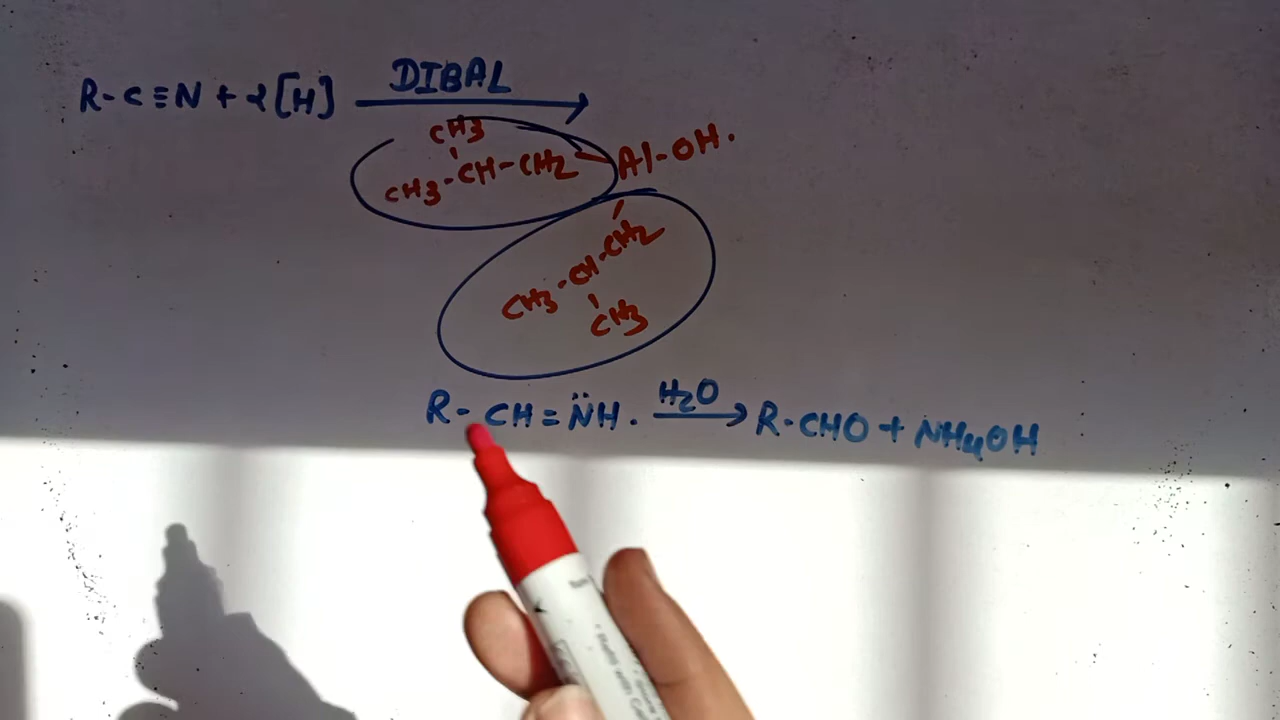 DIBAL
R-C≡N + 2[H] ⟶
CH3
CH3-CH-CH2-Al-OH.
CH2
CH3-CH
CH3
H2O
R-CH=N̈H. ⟶ R-CHO + NH4OH